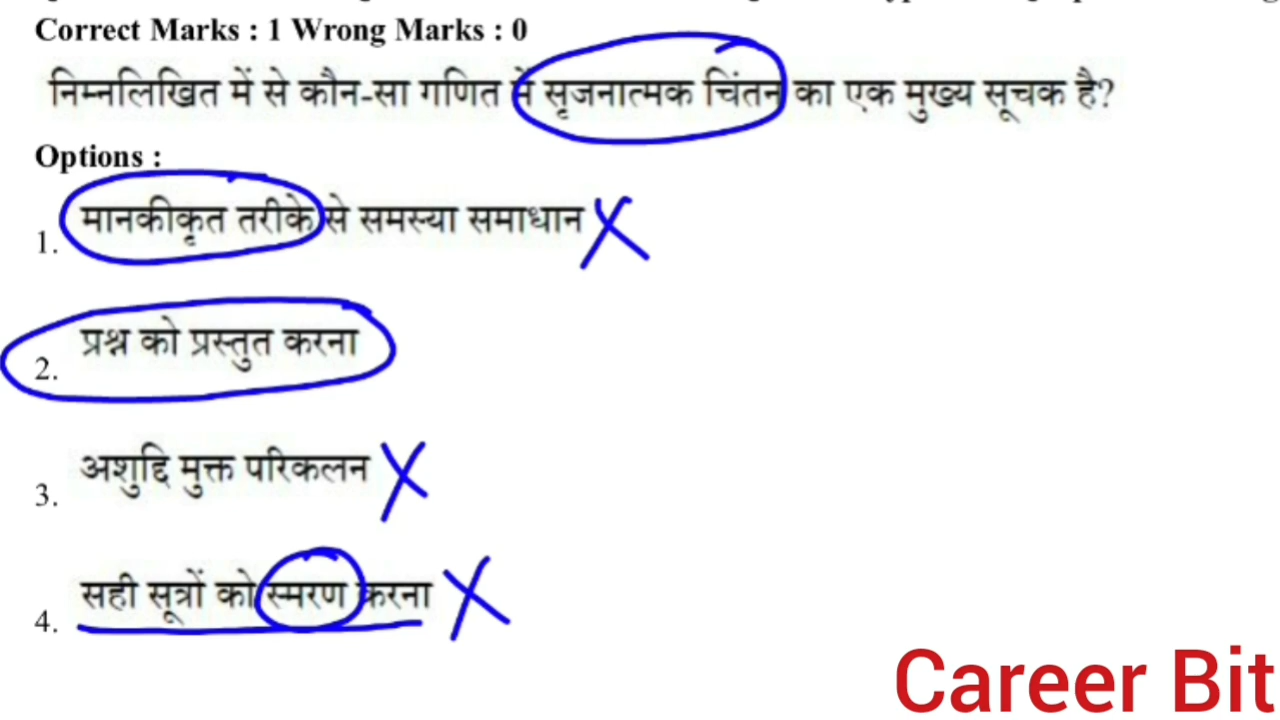 Correct Marks : 1 Wrong Marks : 0
निम्नलिखित में से कौन-सा गणित में सृजनात्मक चिंतन का एक मुख्य सूचक है?
Options :
1. मानकीकृत तरीके से समस्या समाधान
2. प्रश्न को प्रस्तुत करना
3. अशुद्दि मुक्त परिकलन
4. सही सूत्रों को स्मरण करना
Career Bit